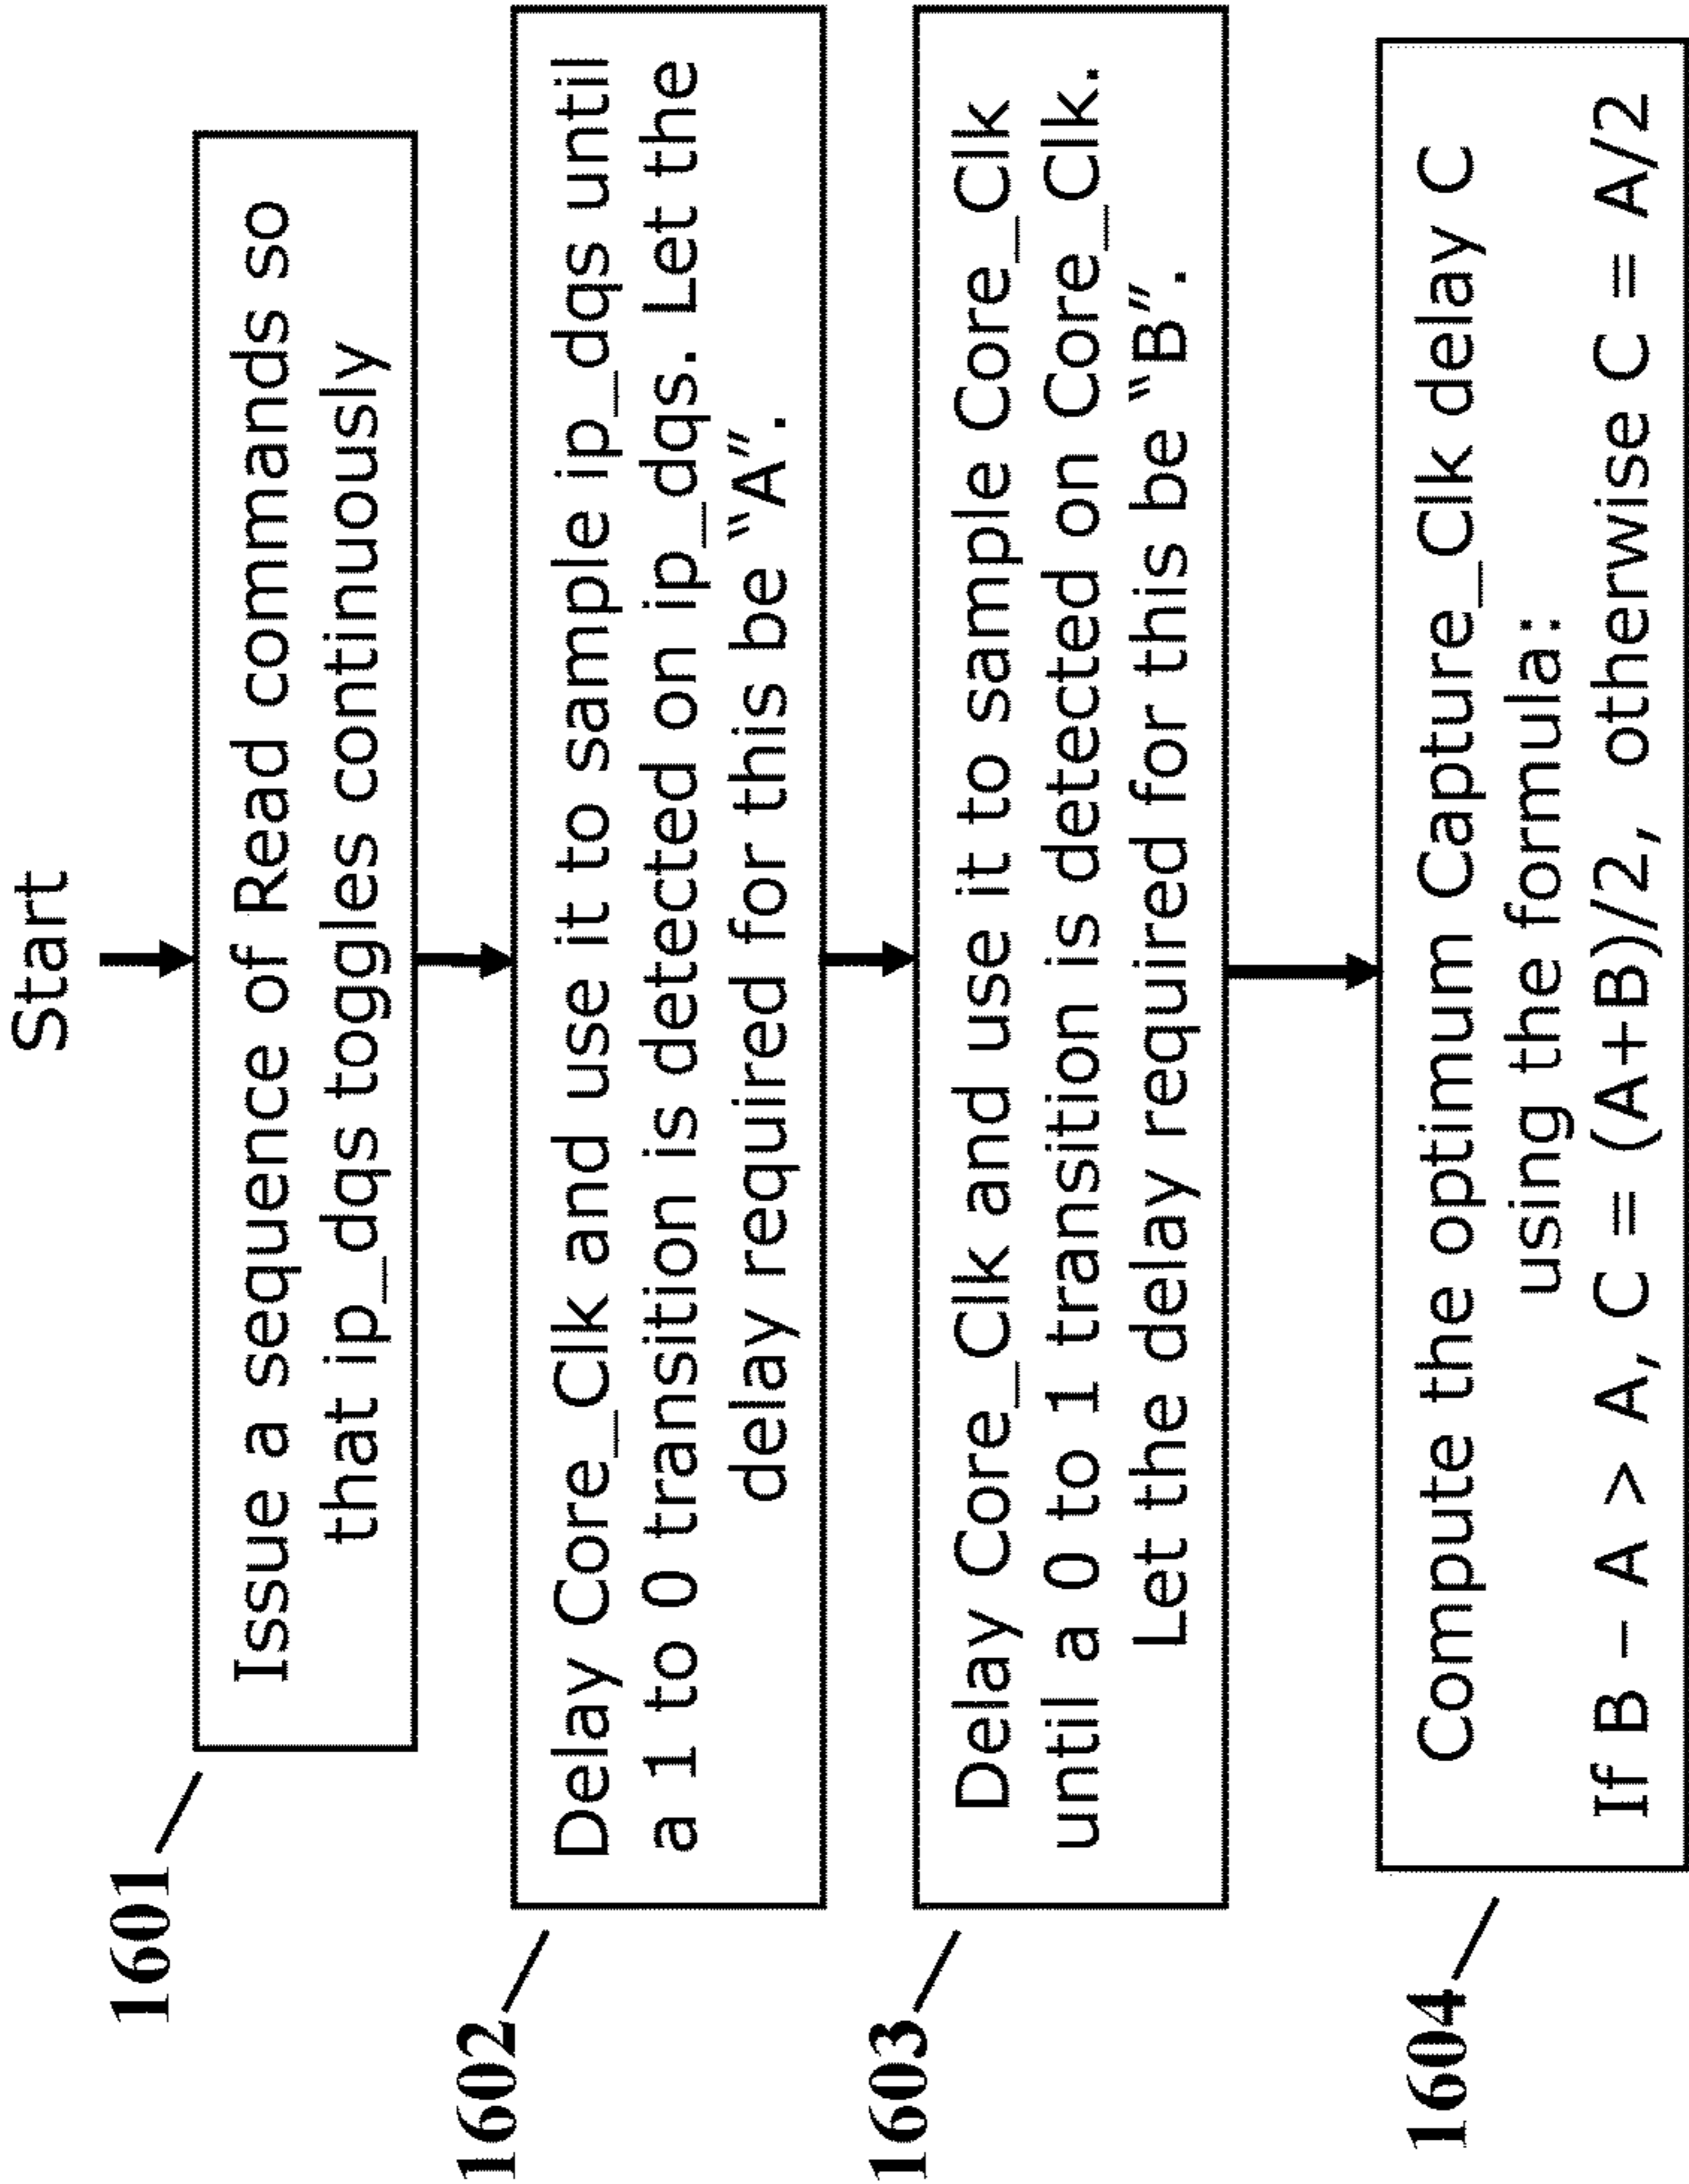 Start
1601
Issue a sequence of Read commands so
that ip_dqs toggles continuously
1602
Delay Core_Clk and use it to sample ip_dqs until
a 1 to 0 transition is detected on ip_dqs. Let the
delay required for this be “A”.
1603
Delay Core_Clk and use it to sample Core_Clk
until a 0 to 1 transition is detected on Core_Clk.
Let the delay required for this be “B”.
1604
Compute the optimum Capture_Clk delay C
using the formula:
If B – A > A, C = (A+B)/2, otherwise C = A/2